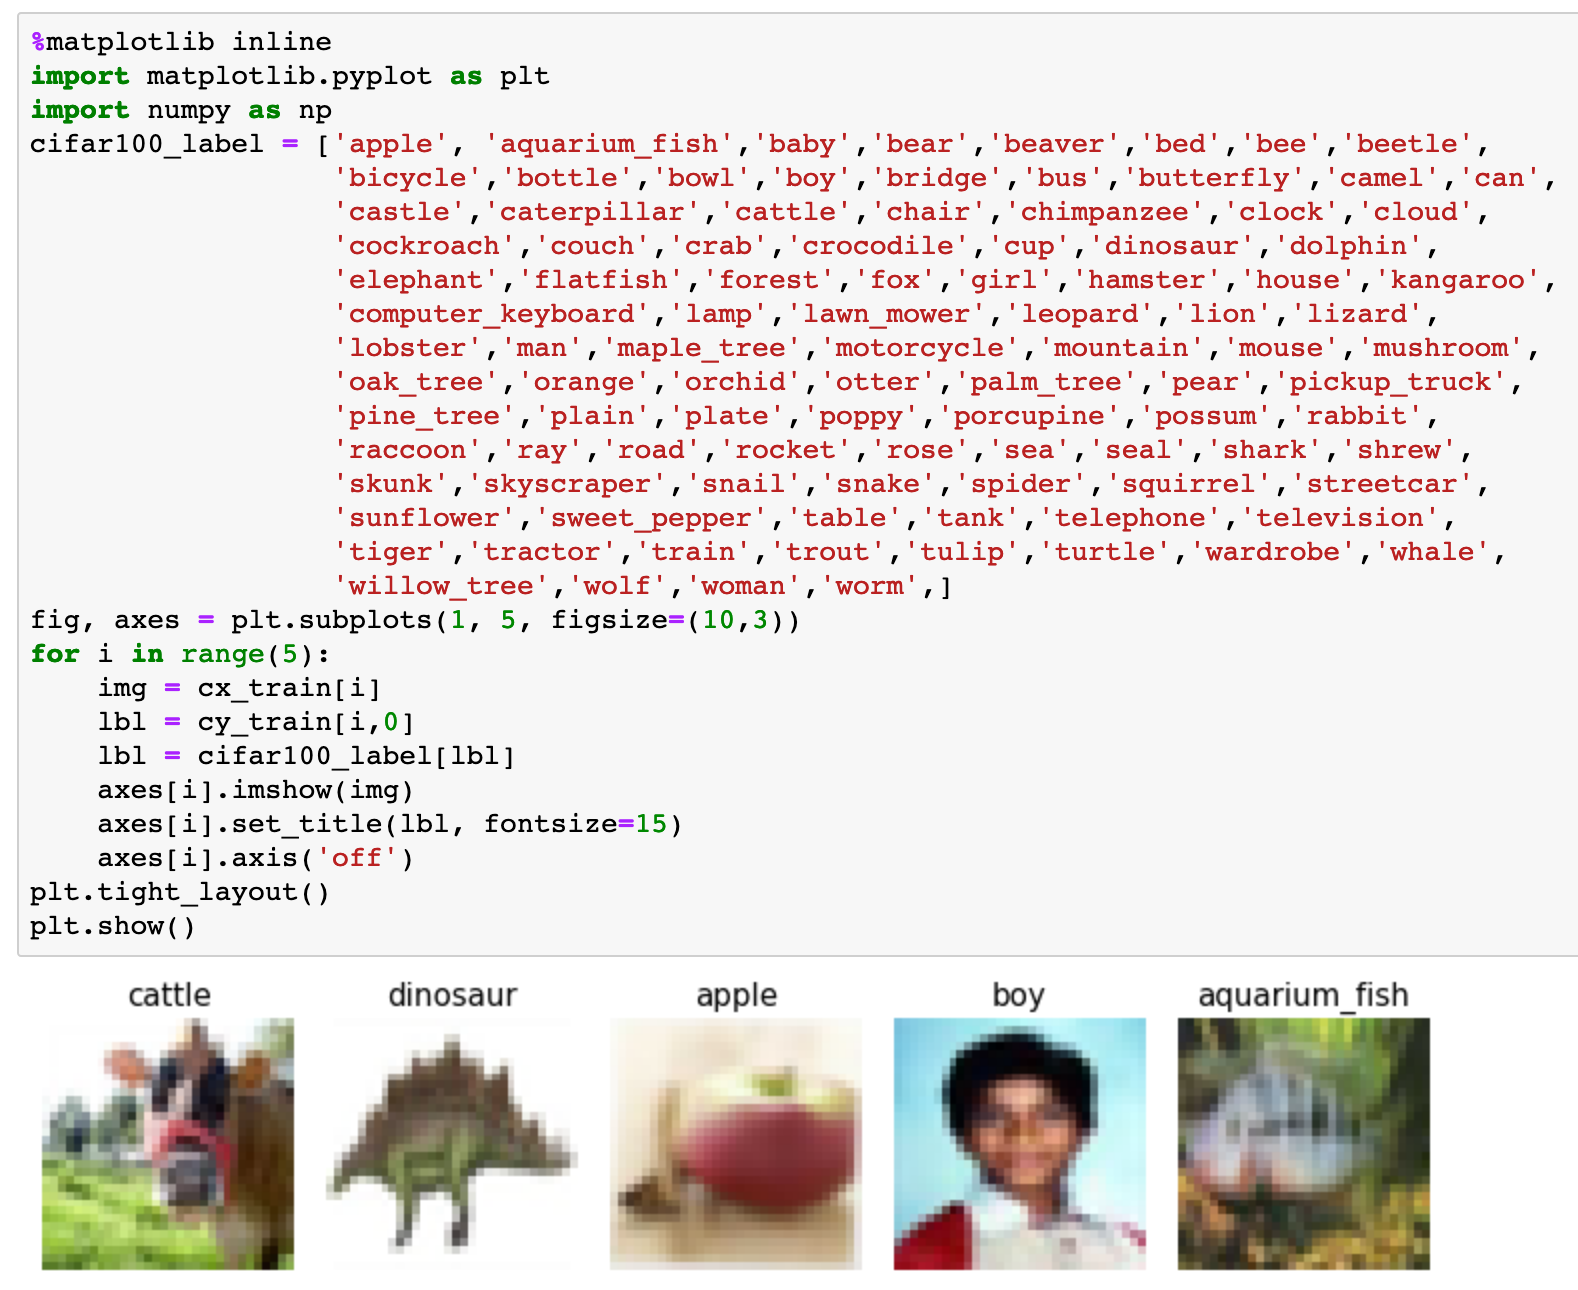 %matplotlib inline
import matplotlib.pyplot as plt
import numpy as np
cifar100_label = ['apple', 'aquarium_fish','baby','bear','beaver','bed','bee','beetle',
'bicycle','bottle','bowl','boy','bridge','bus','butterfly','camel','can',
'castle','caterpillar','cattle','chair','chimpanzee','clock','cloud',
'cockroach','couch','crab','crocodile','cup','dinosaur','dolphin',
'elephant','flatfish','forest','fox','girl','hamster','house','kangaroo',
'computer_keyboard','lamp','lawn_mower','leopard','lion','lizard',
'lobster','man','maple_tree','motorcycle','mountain','mouse','mushroom',
'oak_tree','orange','orchid','otter','palm_tree','pear','pickup_truck',
'pine_tree','plain','plate','poppy','porcupine','possum','rabbit',
'raccoon','ray','road','rocket','rose','sea','seal','shark','shrew',
'skunk','skyscraper','snail','snake','spider','squirrel','streetcar',
'sunflower','sweet_pepper','table','tank','telephone','television',
'tiger','tractor','train','trout','tulip','turtle','wardrobe','whale',
'willow_tree','wolf','woman','worm',]
fig, axes = plt.subplots(1, 5, figsize=(10,3))
for i in range(5):
    img = cx_train[i]
    lbl = cy_train[i,0]
    lbl = cifar100_label[lbl]
    axes[i].imshow(img)
    axes[i].set_title(lbl, fontsize=15)
    axes[i].axis('off')
plt.tight_layout()
plt.show()
cattle dinosaur apple boy aquarium_fish